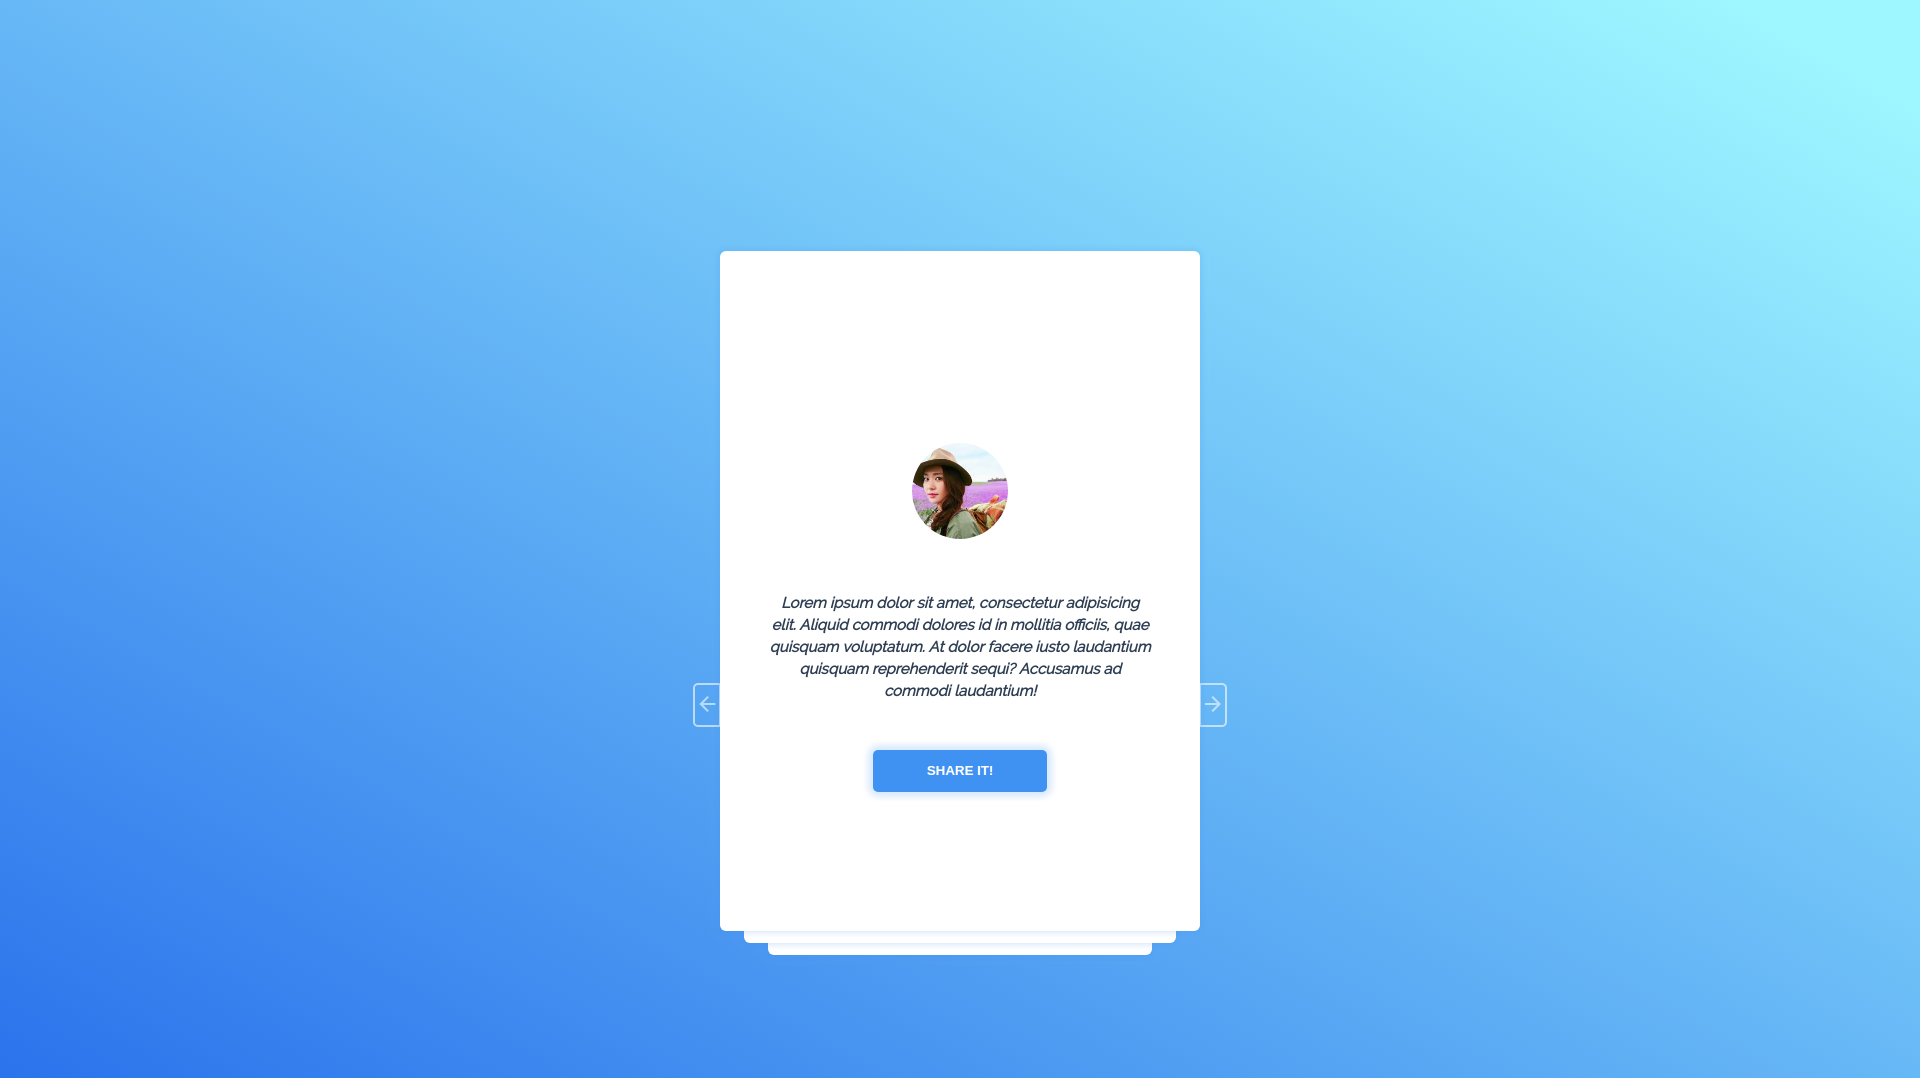 Lorem ipsum dolor sit amet, consectetur adipisicing
elit. Aliquid commodi dolores id in mollitia officiis, quae
quisquam voluptatum. At dolor facere iusto laudantium
quisquam reprehenderit sequi? Accusamus ad
commodi laudantium!
SHARE IT!